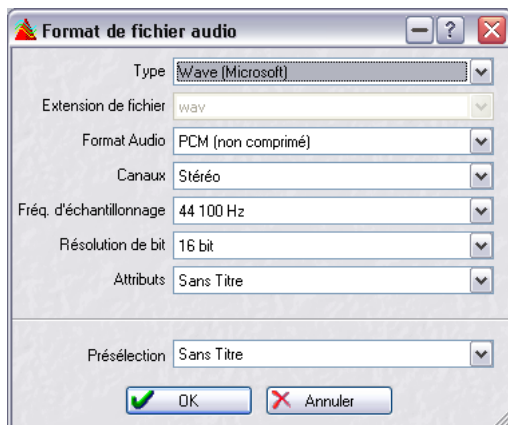 Format de fichier audio
Type Wave (Microsoft)
Extension de fichier wav
Format Audio PCM (non comprimé)
Canaux Stéréo
Fréq. d'échantillonnage 44 100 Hz
Résolution de bit 16 bit
Attributs Sans Titre
Présélection Sans Titre
OK Annuler